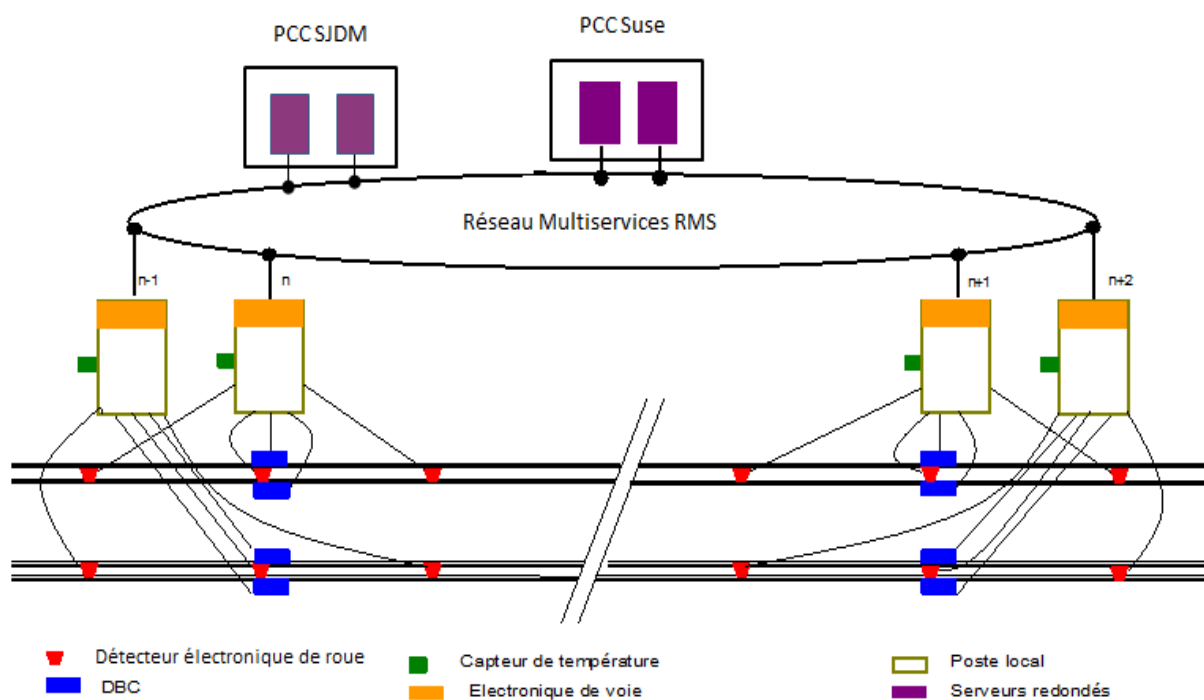 PCC SJDM
PCC Suse
Réseau Multiservices RMS
n-1
n
n+1
n+2
Détecteur électronique de roue
Capteur de température
Poste local
DBC
Electronique de voie
Serveurs redondés